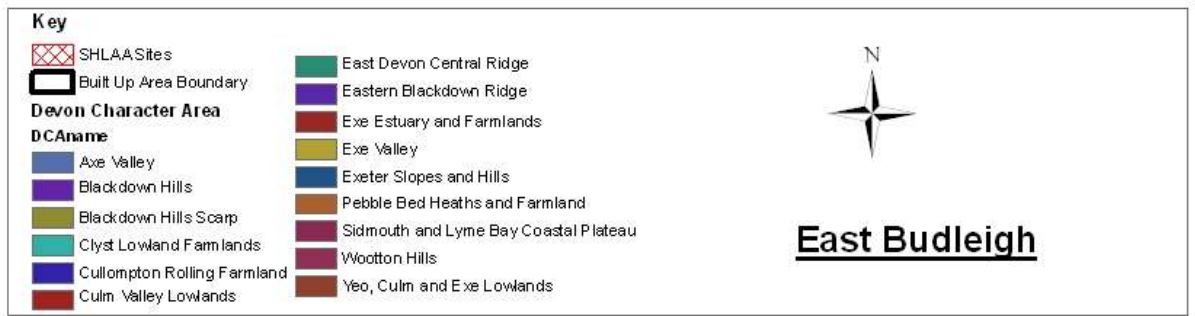 Key
SHLAASites
Built Up Area Boundary
Devon Character Area
DCAname
Axe Valley
Blackdown Hills
Blackdown Hills Scarp
Clyst Lowland Farmlands
Cullompton Rolling Farmland
Culm Valley Lowlands
East Devon Central Ridge
Eastern Blackdown Ridge
Exe Estuary and Farmlands
Exe Valley
Exeter Slopes and Hills
Pebble Bed Heaths and Farmland
Sidmouth and Lyme Bay Coastal Plateau
Wootton Hills
Yeo, Culm and Exe Lowlands
N
East Budleigh